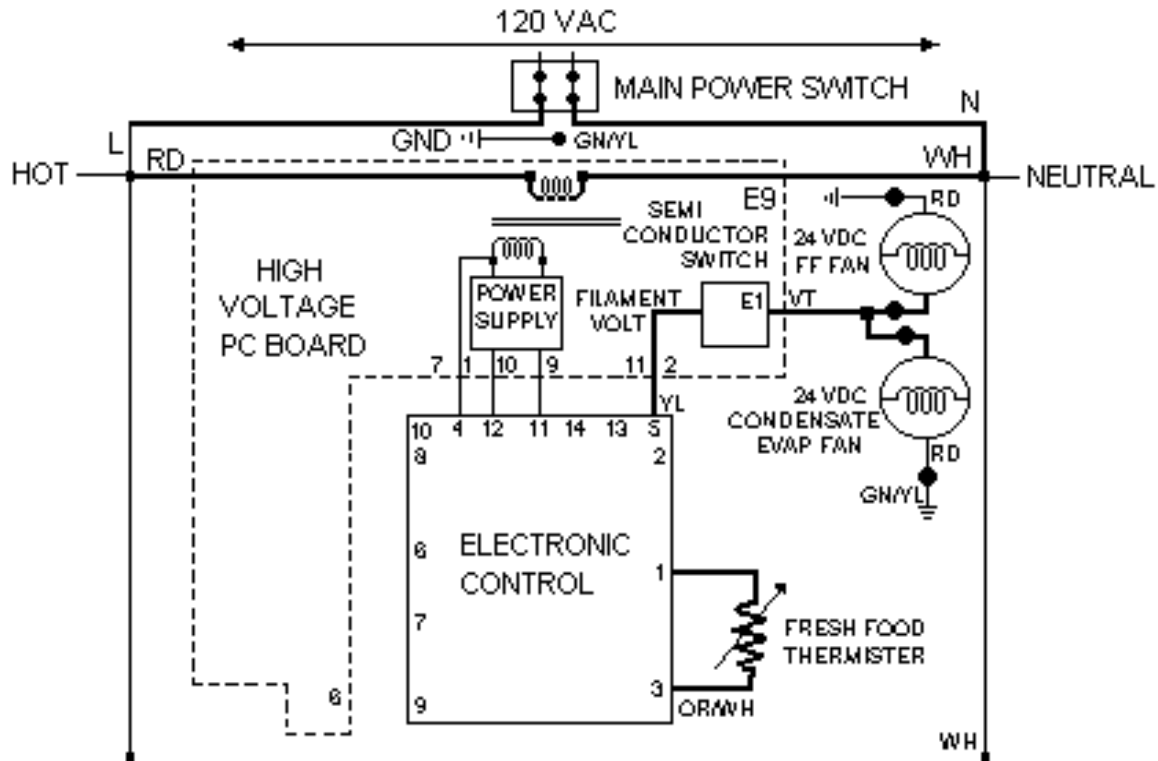 120 VAC
MAIN POWER SWITCH
N
L
GND
GN/YL
RD
WH
HOT
NEUTRAL
E9
RD
SEMI
CONDUCTOR
SWITCH
24 VDC
FF FAN
HIGH
VOLTAGE
PC BOARD
POWER
SUPPLY
FILAMENT
VOLT
E1
VT
7 1 10 9 11 2
24 VDC
CONDENSATE
EVAP FAN
YL
10 4 12 11 14 13 5
8
2
RD
GN/YL
6
ELECTRONIC
CONTROL
1
7
FRESH FOOD
THERMISTER
6
9
3
OR/WH
WH